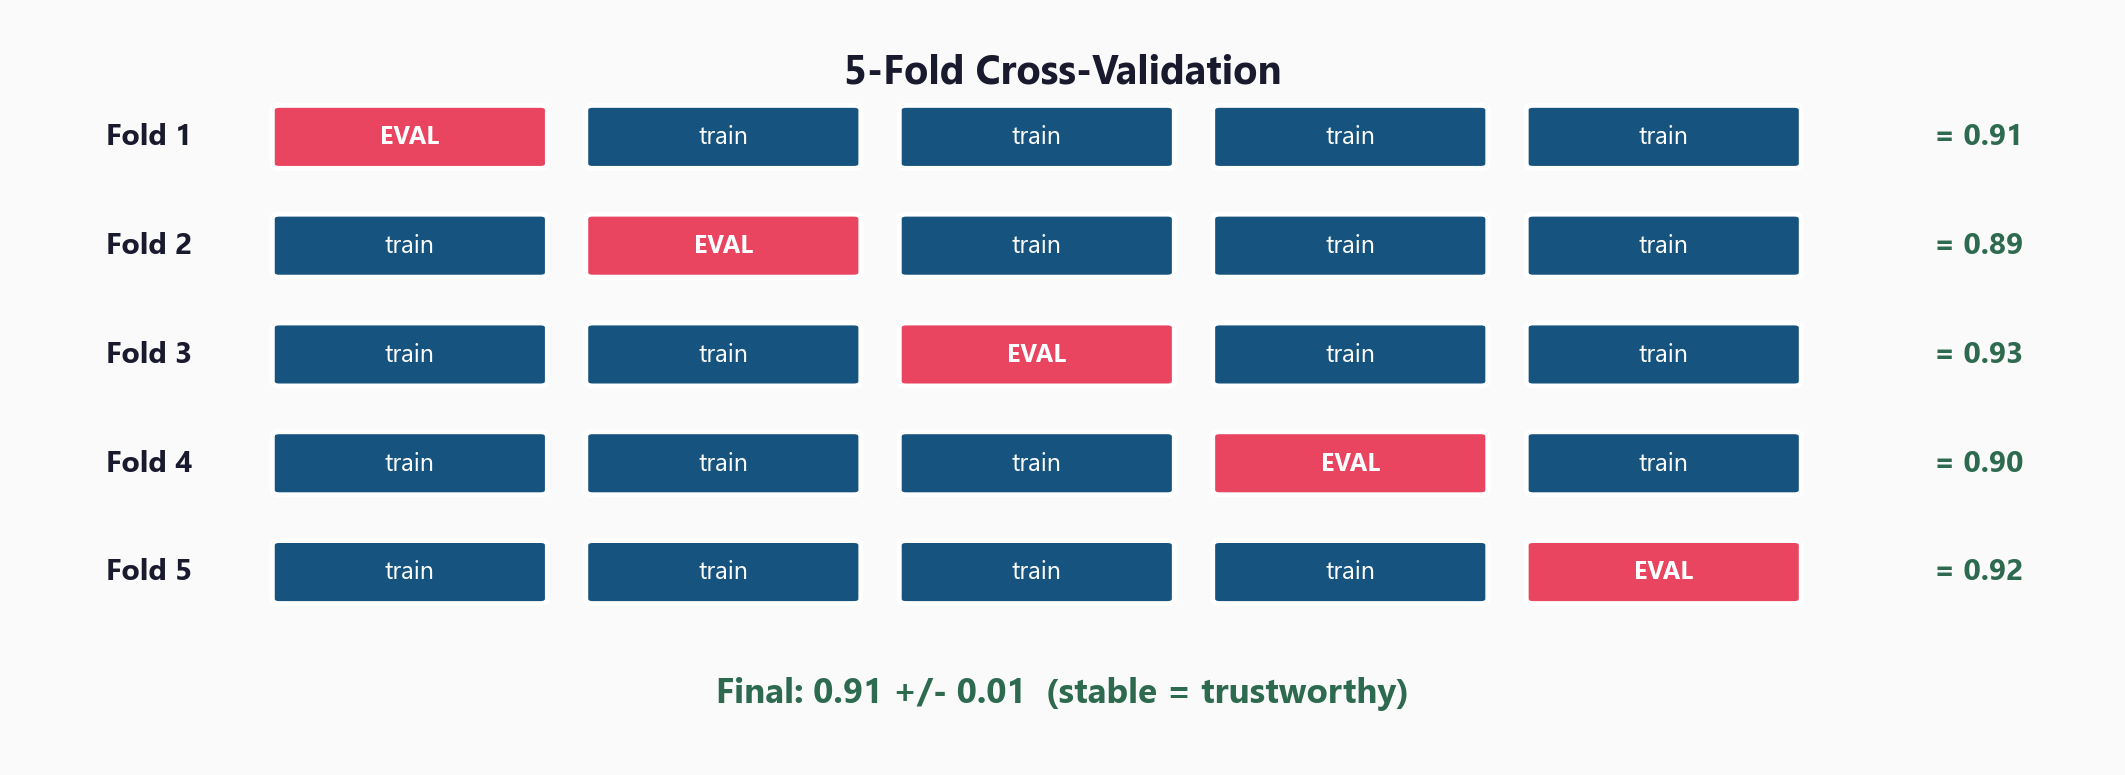 5-Fold Cross-Validation
Fold 1 EVAL train train train train = 0.91
Fold 2 train EVAL train train train = 0.89
Fold 3 train train EVAL train train = 0.93
Fold 4 train train train EVAL train = 0.90
Fold 5 train train train train EVAL = 0.92
Final: 0.91 +/- 0.01 (stable = trustworthy)